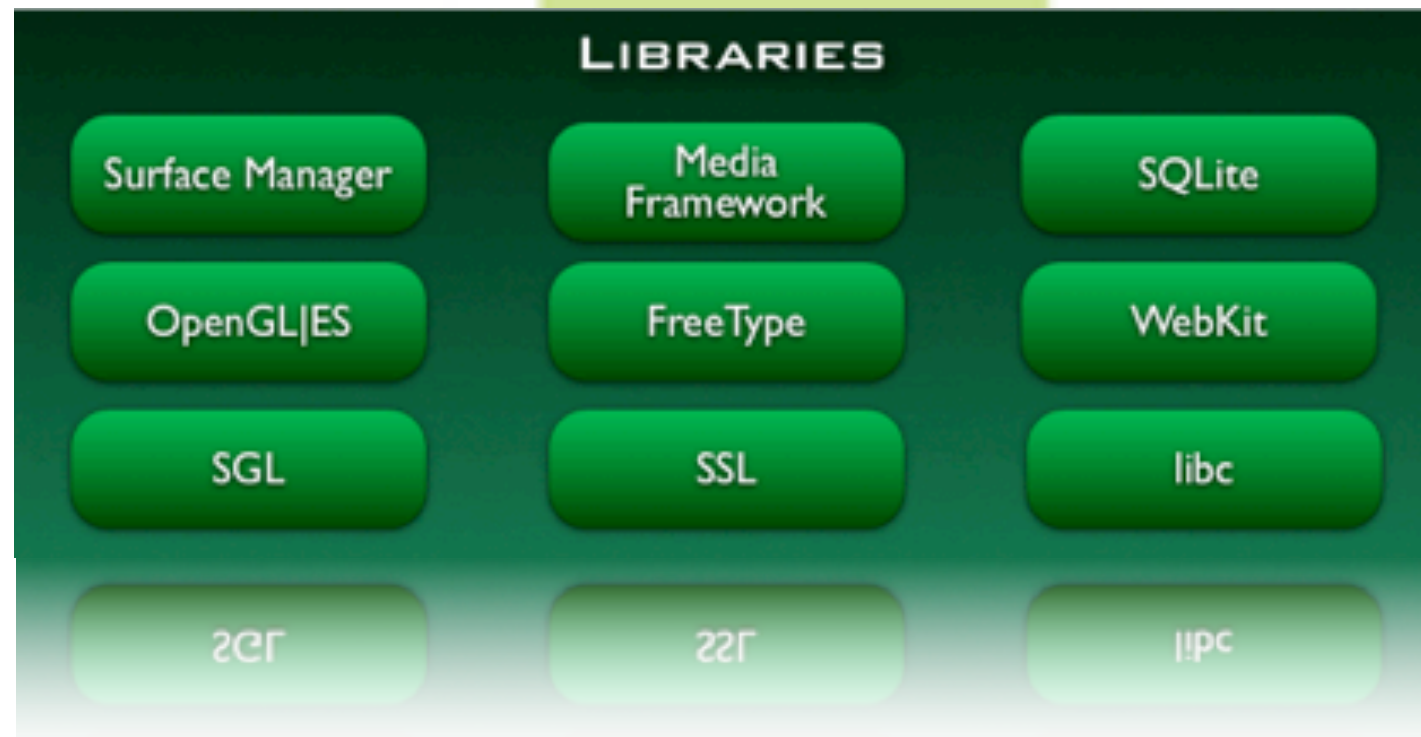 LIBRARIES
Surface Manager
Media
Framework
SQLite
OpenGL|ES
FreeType
WebKit
SGL
SSL
libc